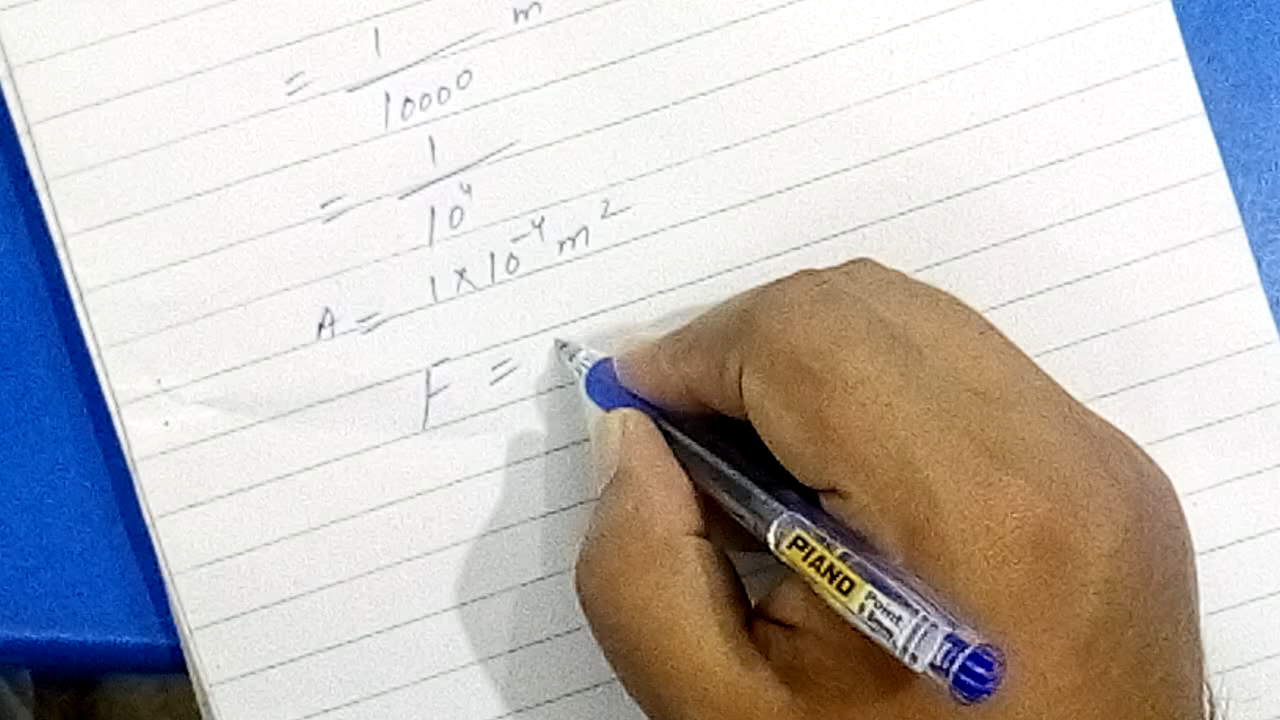 = 1/10000 m
= 1/10⁴
A = 1×10⁻⁴ m²
F =
PIANO
Point